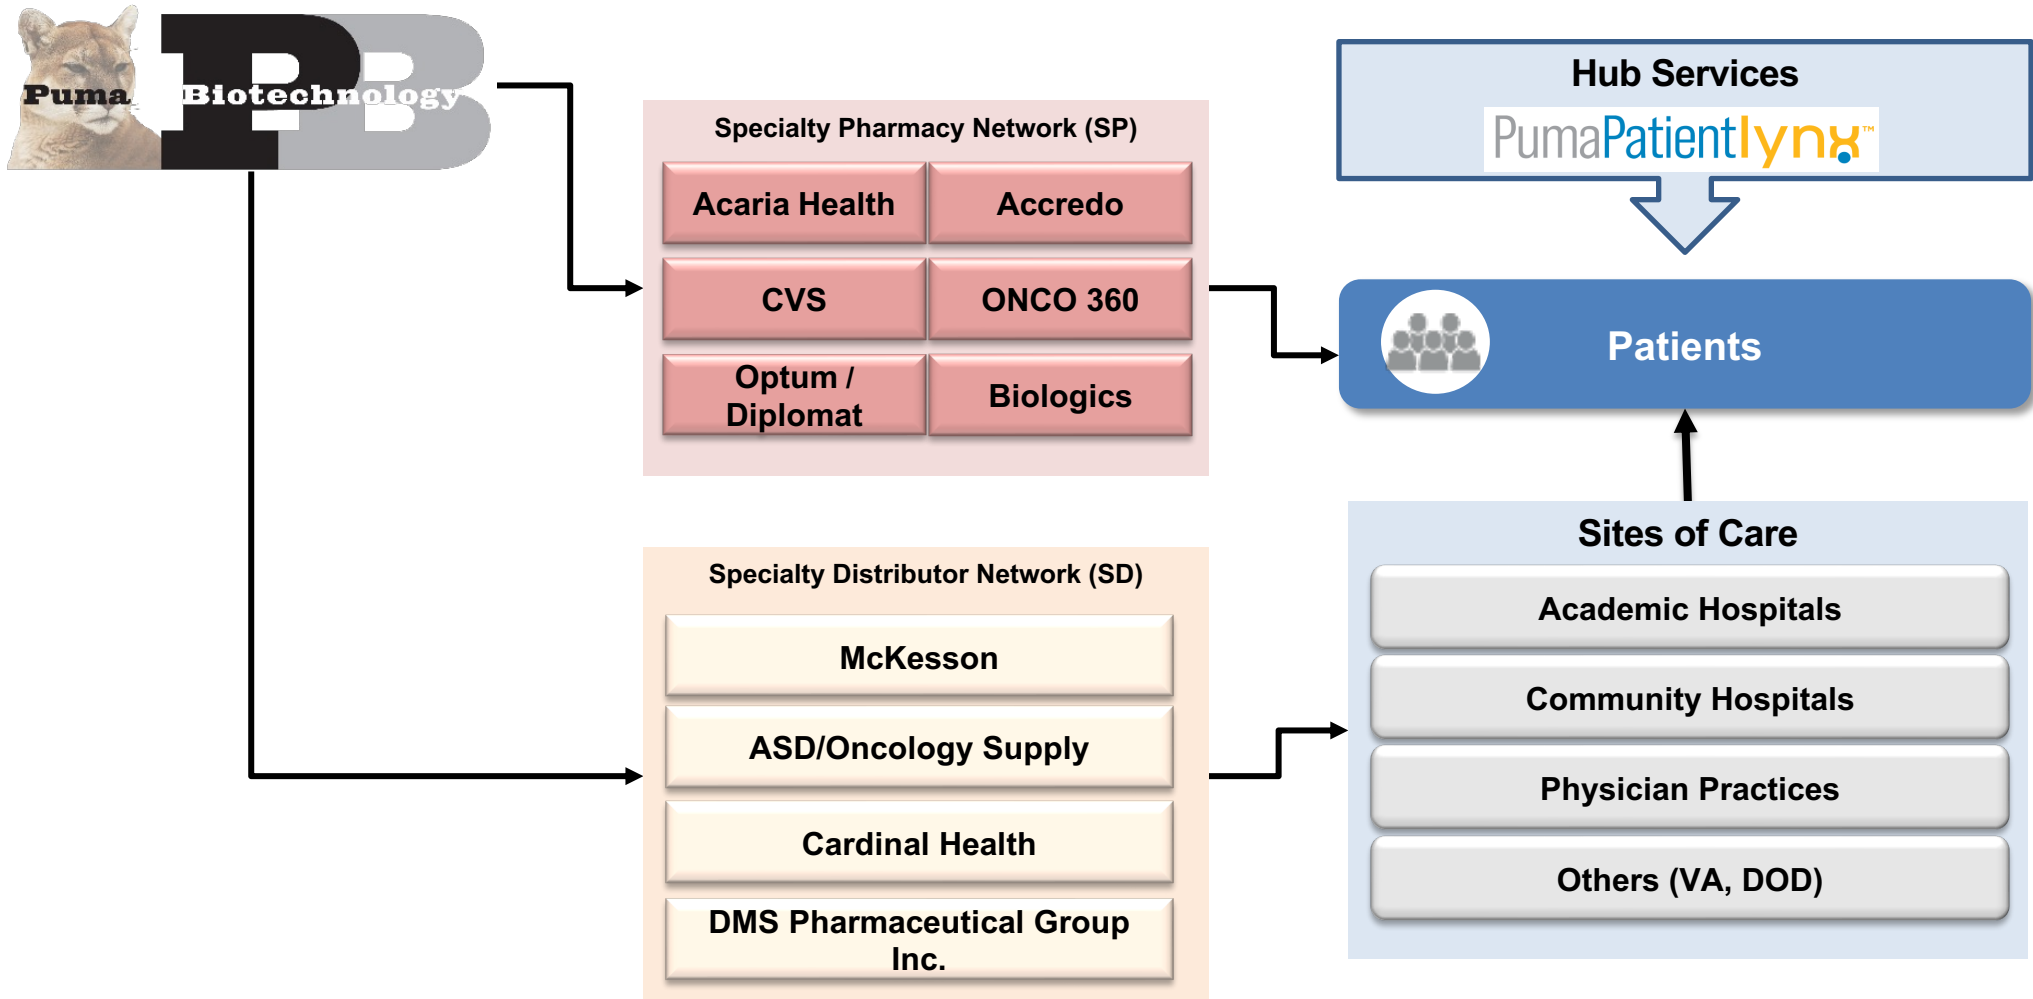 Puma Biotechnology
Specialty Pharmacy Network (SP)
Acaria Health
Accredo
CVS
ONCO 360
Optum /
Diplomat
Biologics
Specialty Distributor Network (SD)
McKesson
ASD/Oncology Supply
Cardinal Health
DMS Pharmaceutical Group
Inc.
Hub Services
PumaPatientlynx™
Patients
Sites of Care
Academic Hospitals
Community Hospitals
Physician Practices
Others (VA, DOD)